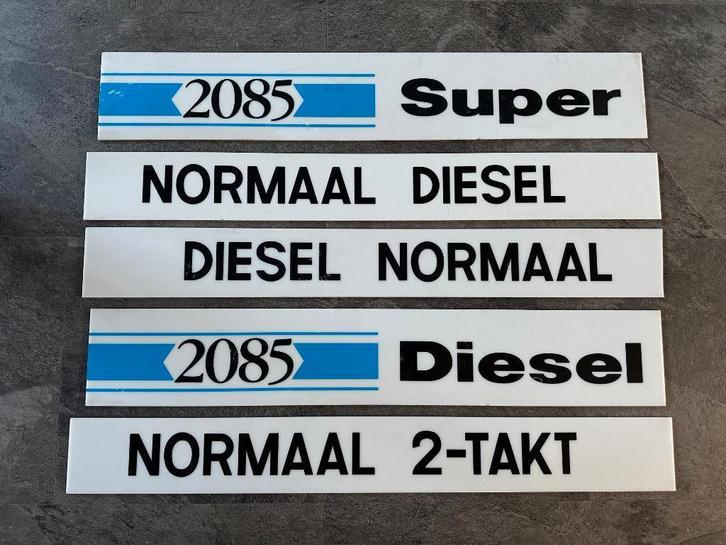 2085 Super
NORMAAL DIESEL
DIESEL NORMAAL
2085 Diesel
NORMAAL 2-TAKT